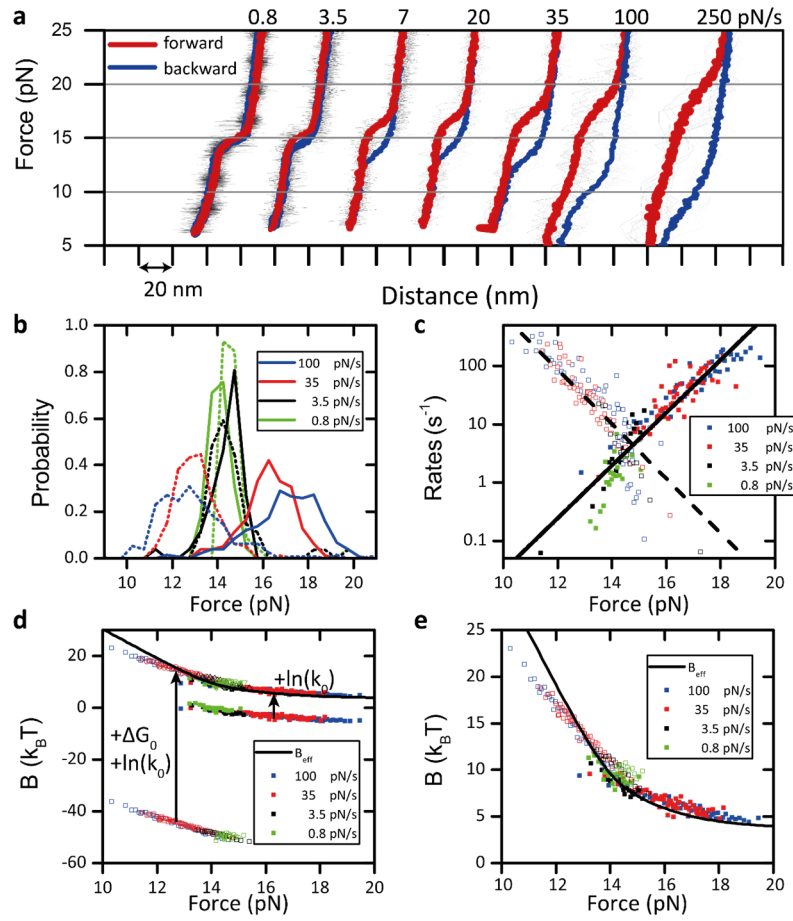 a
0.8 3.5 7 20 35 100 250 pN/s
forward
backward
25
20
15
10
5
Force (pN)
20 nm
Distance (nm)
b
1.0
0.8
0.6
0.4
0.2
0.0
Probability
100 pN/s
35 pN/s
3.5 pN/s
0.8 pN/s
10 12 14 16 18 20
Force (pN)
c
100
10
1
0.1
Rates (s⁻¹)
100 pN/s
35 pN/s
3.5 pN/s
0.8 pN/s
10 12 14 16 18 20
Force (pN)
d
20
0
-20
-40
-60
B (k_BT)
+ln(k₀)
+ΔG₀
+ln(k₀)
B_eff
100 pN/s
35 pN/s
3.5 pN/s
0.8 pN/s
10 12 14 16 18 20
Force (pN)
e
25
20
15
10
5
0
B (k_BT)
B_eff
100 pN/s
35 pN/s
3.5 pN/s
0.8 pN/s
10 12 14 16 18 20
Force (pN)